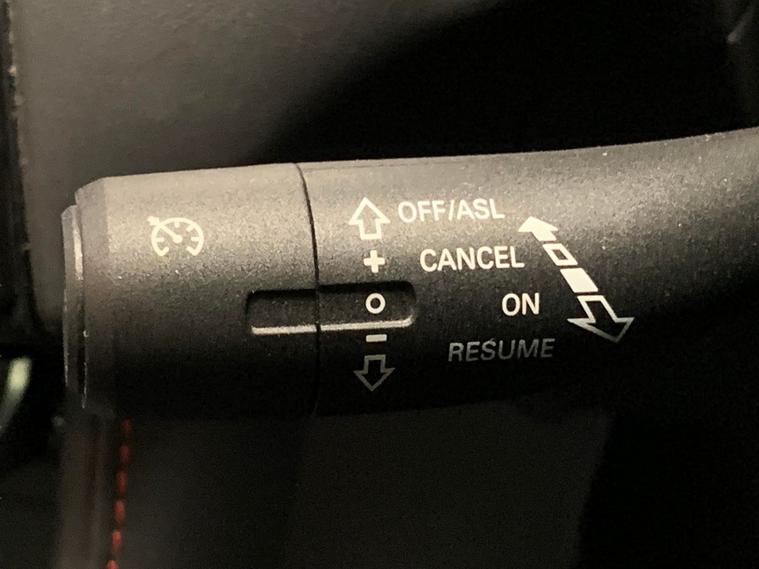 OFF/ASL
+ CANCEL
O ON
− RESUME